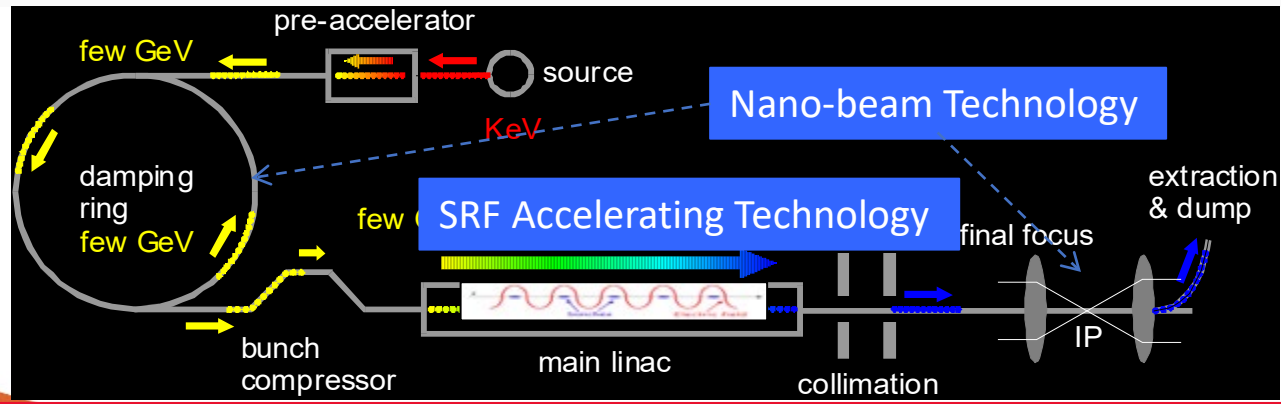 pre-accelerator
few GeV
source
KeV
Nano-beam Technology
damping
ring
few GeV
few
SRF Accelerating Technology
extraction
& dump
final focus
bunch
compressor
main linac
collimation
IP